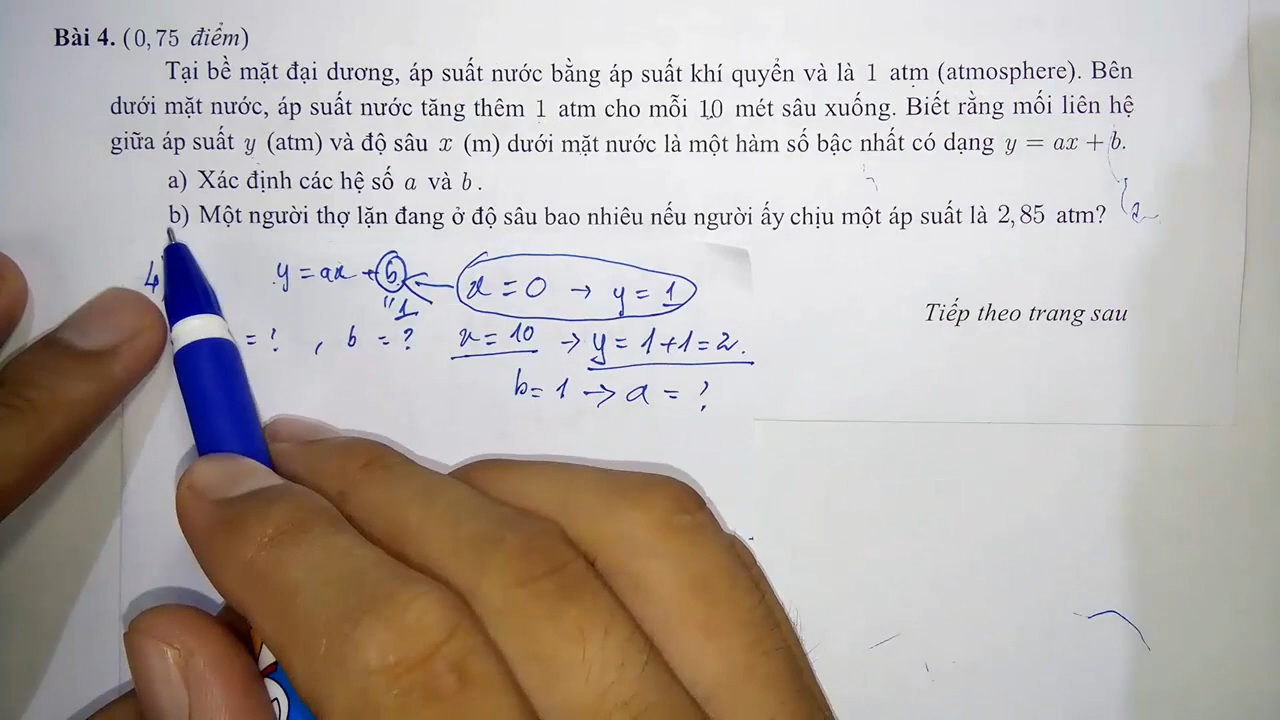 Bài 4. (0,75 điểm)
Tại bề mặt đại dương, áp suất nước bằng áp suất khí quyển và là 1 atm (atmosphere). Bên
dưới mặt nước, áp suất nước tăng thêm 1 atm cho mỗi 10 mét sâu xuống. Biết rằng mối liên hệ
giữa áp suất y (atm) và độ sâu x (m) dưới mặt nước là một hàm số bậc nhất có dạng y = ax + b.
a) Xác định các hệ số a và b.
b) Một người thợ lặn đang ở độ sâu bao nhiêu nếu người ấy chịu một áp suất là 2,85 atm?
4 y = ax + b x = 0 → y = 1
"1
= ? , b = ? x = 10 → y = 1+1=2.
b = 1 → a = ?
Tiếp theo trang sau